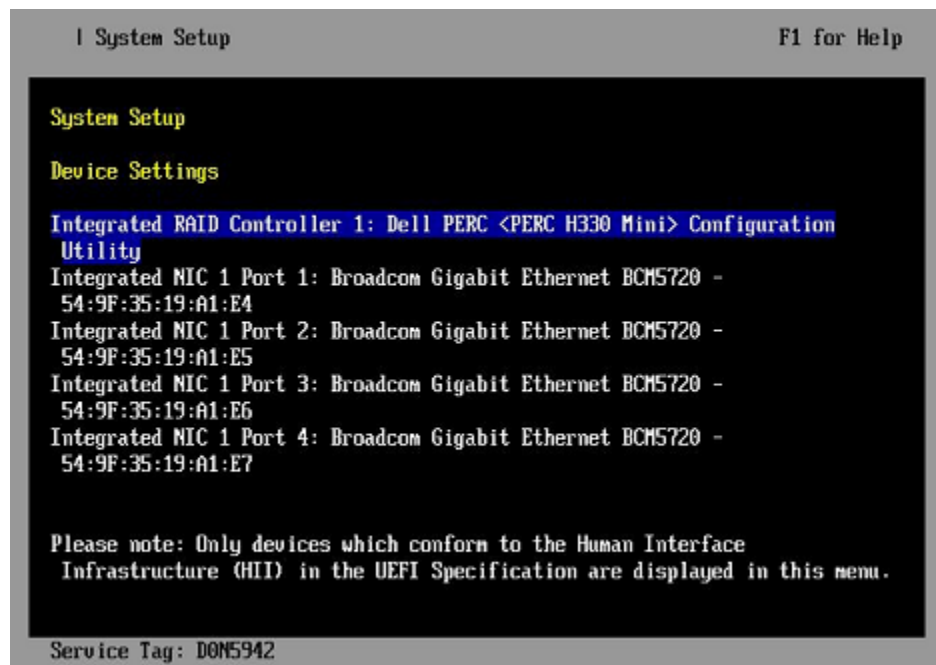 | System Setup F1 for Help
System Setup
Device Settings
Integrated RAID Controller 1: Dell PERC <PERC H330 Mini> Configuration
Utility
Integrated NIC 1 Port 1: Broadcom Gigabit Ethernet BCM5720 -
54:9F:35:19:A1:E4
Integrated NIC 1 Port 2: Broadcom Gigabit Ethernet BCM5720 -
54:9F:35:19:A1:E5
Integrated NIC 1 Port 3: Broadcom Gigabit Ethernet BCM5720 -
54:9F:35:19:A1:E6
Integrated NIC 1 Port 4: Broadcom Gigabit Ethernet BCM5720 -
54:9F:35:19:A1:E7
Please note: Only devices which conform to the Human Interface
Infrastructure (HII) in the UEFI Specification are displayed in this menu.
Service Tag: D0N5942